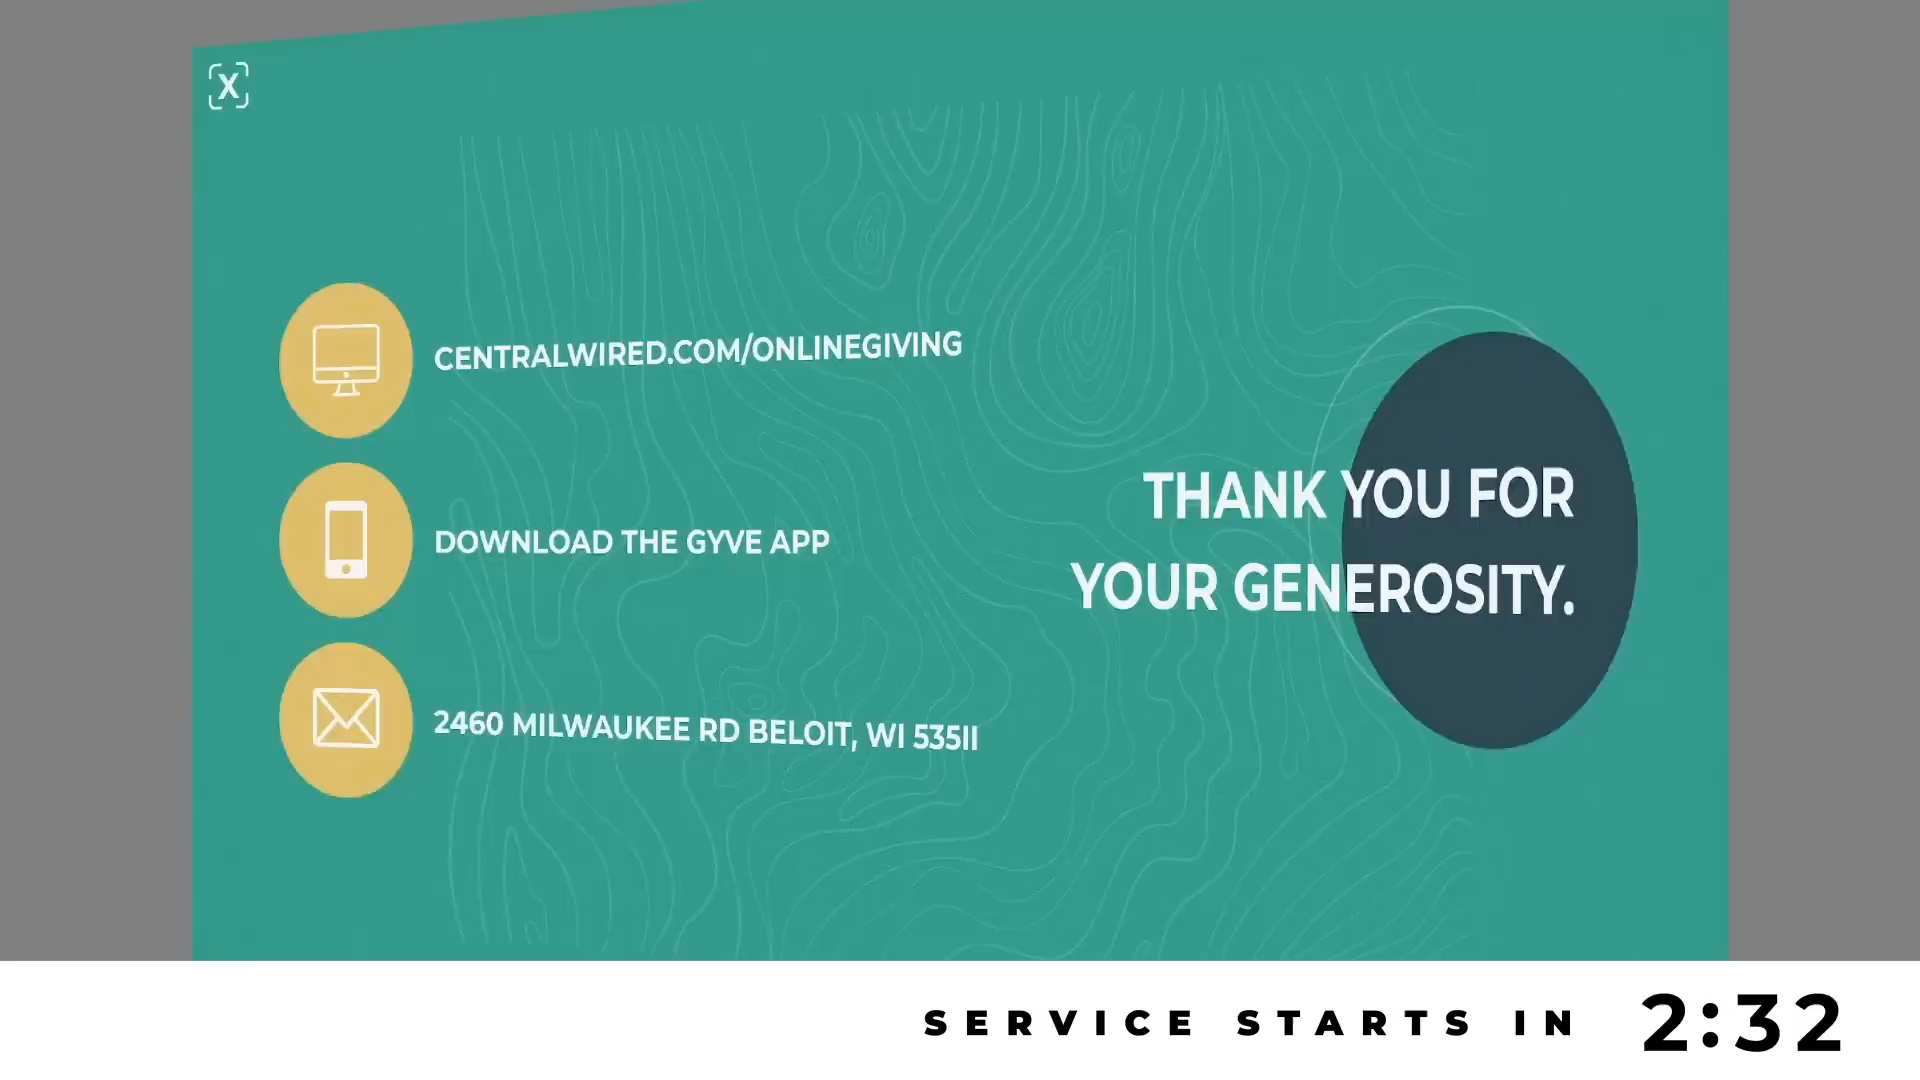 X
CENTRALWIRED.COM/ONLINEGIVING
DOWNLOAD THE GYVE APP
2460 MILWAUKEE RD BELOIT, WI 53511
THANK YOU FOR
YOUR GENEROSITY.
SERVICE STARTS IN 2:32